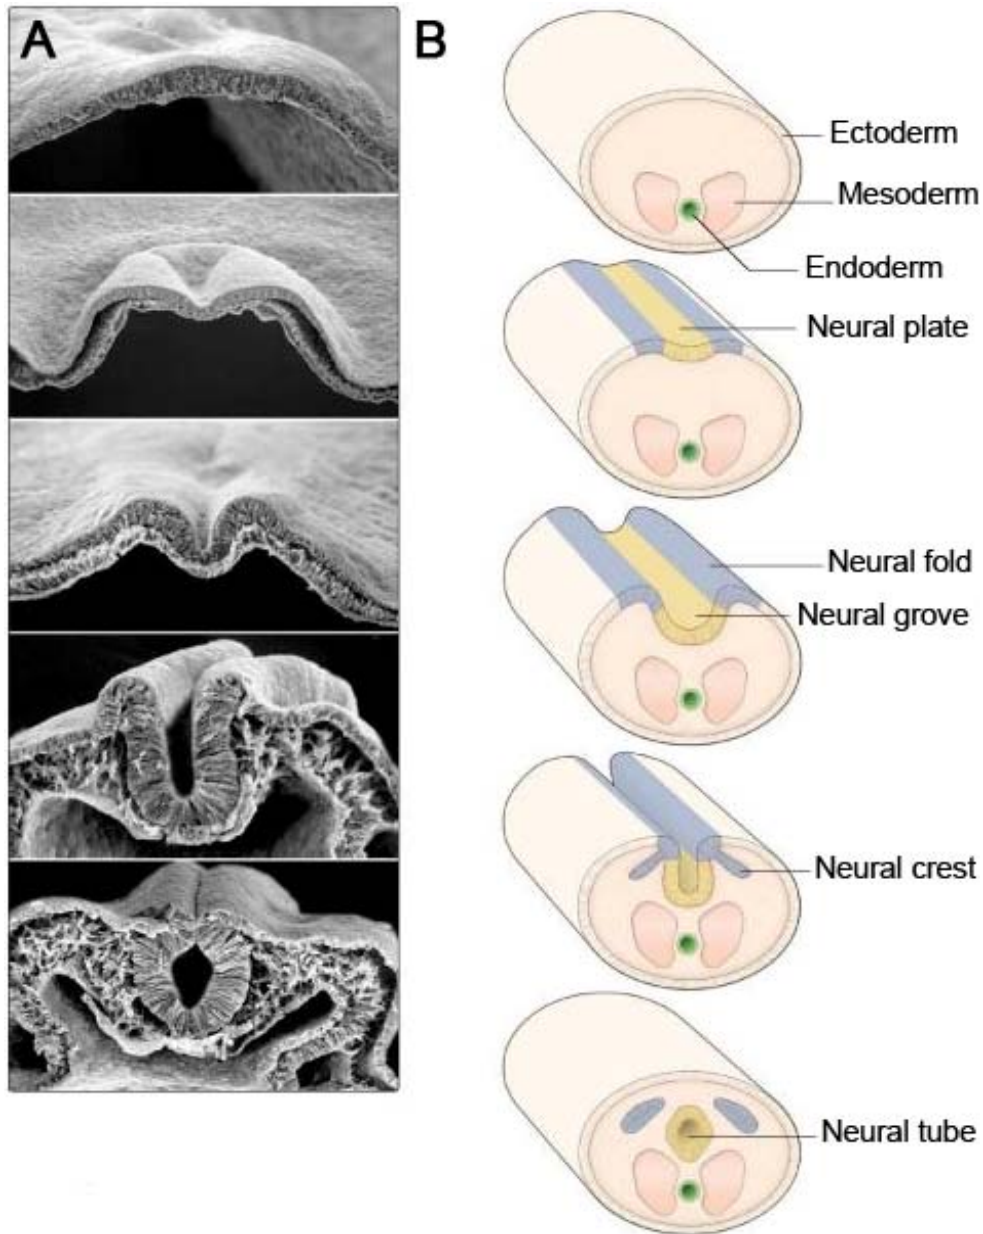 A
B
Ectoderm
Mesoderm
Endoderm
Neural plate
Neural fold
Neural grove
Neural crest
Neural tube